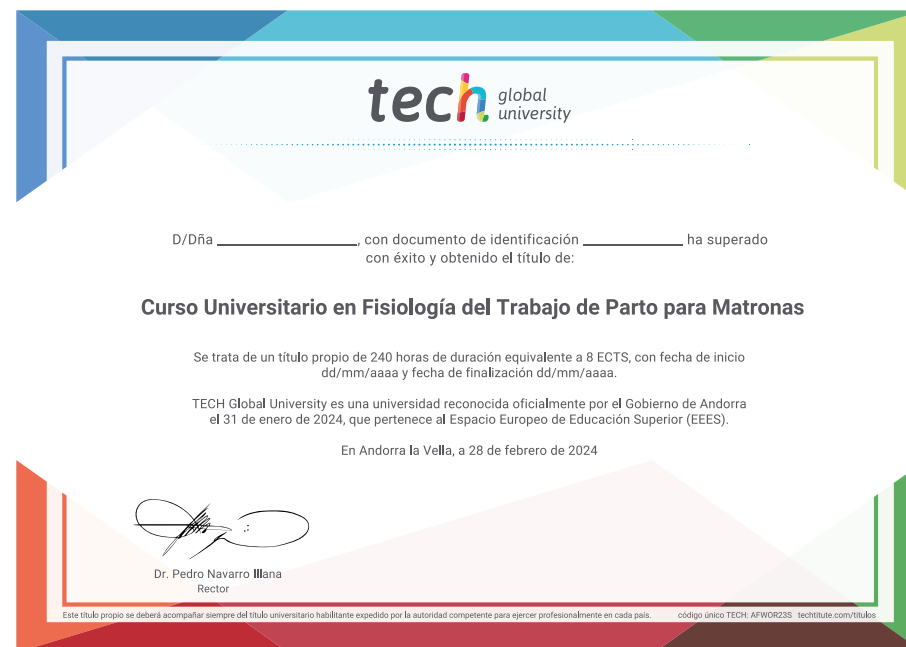 tech global university
D/Dña ____________________, con documento de identificación ______________ ha superado
con éxito y obtenido el título de:
Curso Universitario en Fisiología del Trabajo de Parto para Matronas
Se trata de un título propio de 240 horas de duración equivalente a 8 ECTS, con fecha de inicio
dd/mm/aaaa y fecha de finalización dd/mm/aaaa.
TECH Global University es una universidad reconocida oficialmente por el Gobierno de Andorra
el 31 de enero de 2024, que pertenece al Espacio Europeo de Educación Superior (EEES).
En Andorra la Vella, a 28 de febrero de 2024
Dr. Pedro Navarro Illana
Rector
Este título propio se deberá acompañar siempre del título universitario habilitante expedido por la autoridad competente para ejercer profesionalmente en cada país. código único TECH: AFWOR23S techtitute.com/titulos